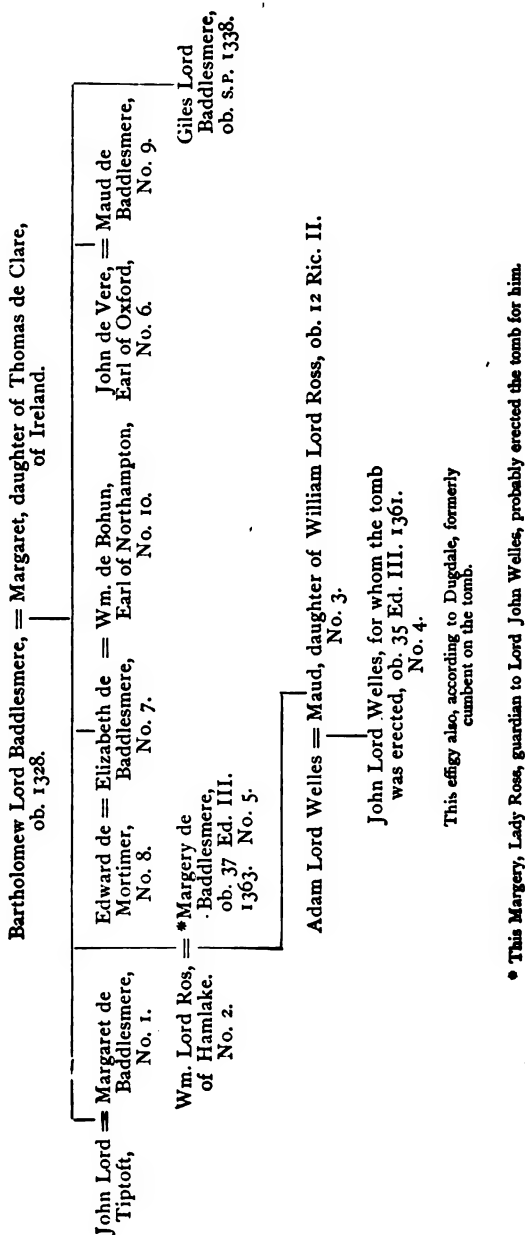 Bartholomew Lord Baddlesmere, = Margaret, daughter of Thomas de Clare,
ob. 1328.
of Ireland.
John Lord = Margaret de
Tiptoft,
Baddlesmere,
No. 1.
Edward de = Elizabeth de = Wm. de Bohun,
Mortimer,
Baddlesmere,
Earl of Northampton,
No. 8.
No. 7.
No. 10.
John de Vere, = Maud de
Earl of Oxford,
Baddlesmere,
No. 6.
No. 9.
Wm. Lord Ros, = *Margery de
of Hamlake.
Baddlesmere,
No. 2.
ob. 37 Ed. III.
1363. No. 5.
Giles Lord
Baddlesmere,
ob. S.P. 1338.
Adam Lord Welles = Maud, daughter of William Lord Ross, ob. 12 Ric. II.
No. 3.
John Lord Welles, for whom the tomb
was erected, ob. 35 Ed. III. 1361.
No. 4.
This effigy also, according to Dugdale, formerly
cumbent on the tomb.
* This Margery, Lady Ross, guardian to Lord John Welles, probably erected the tomb for him.